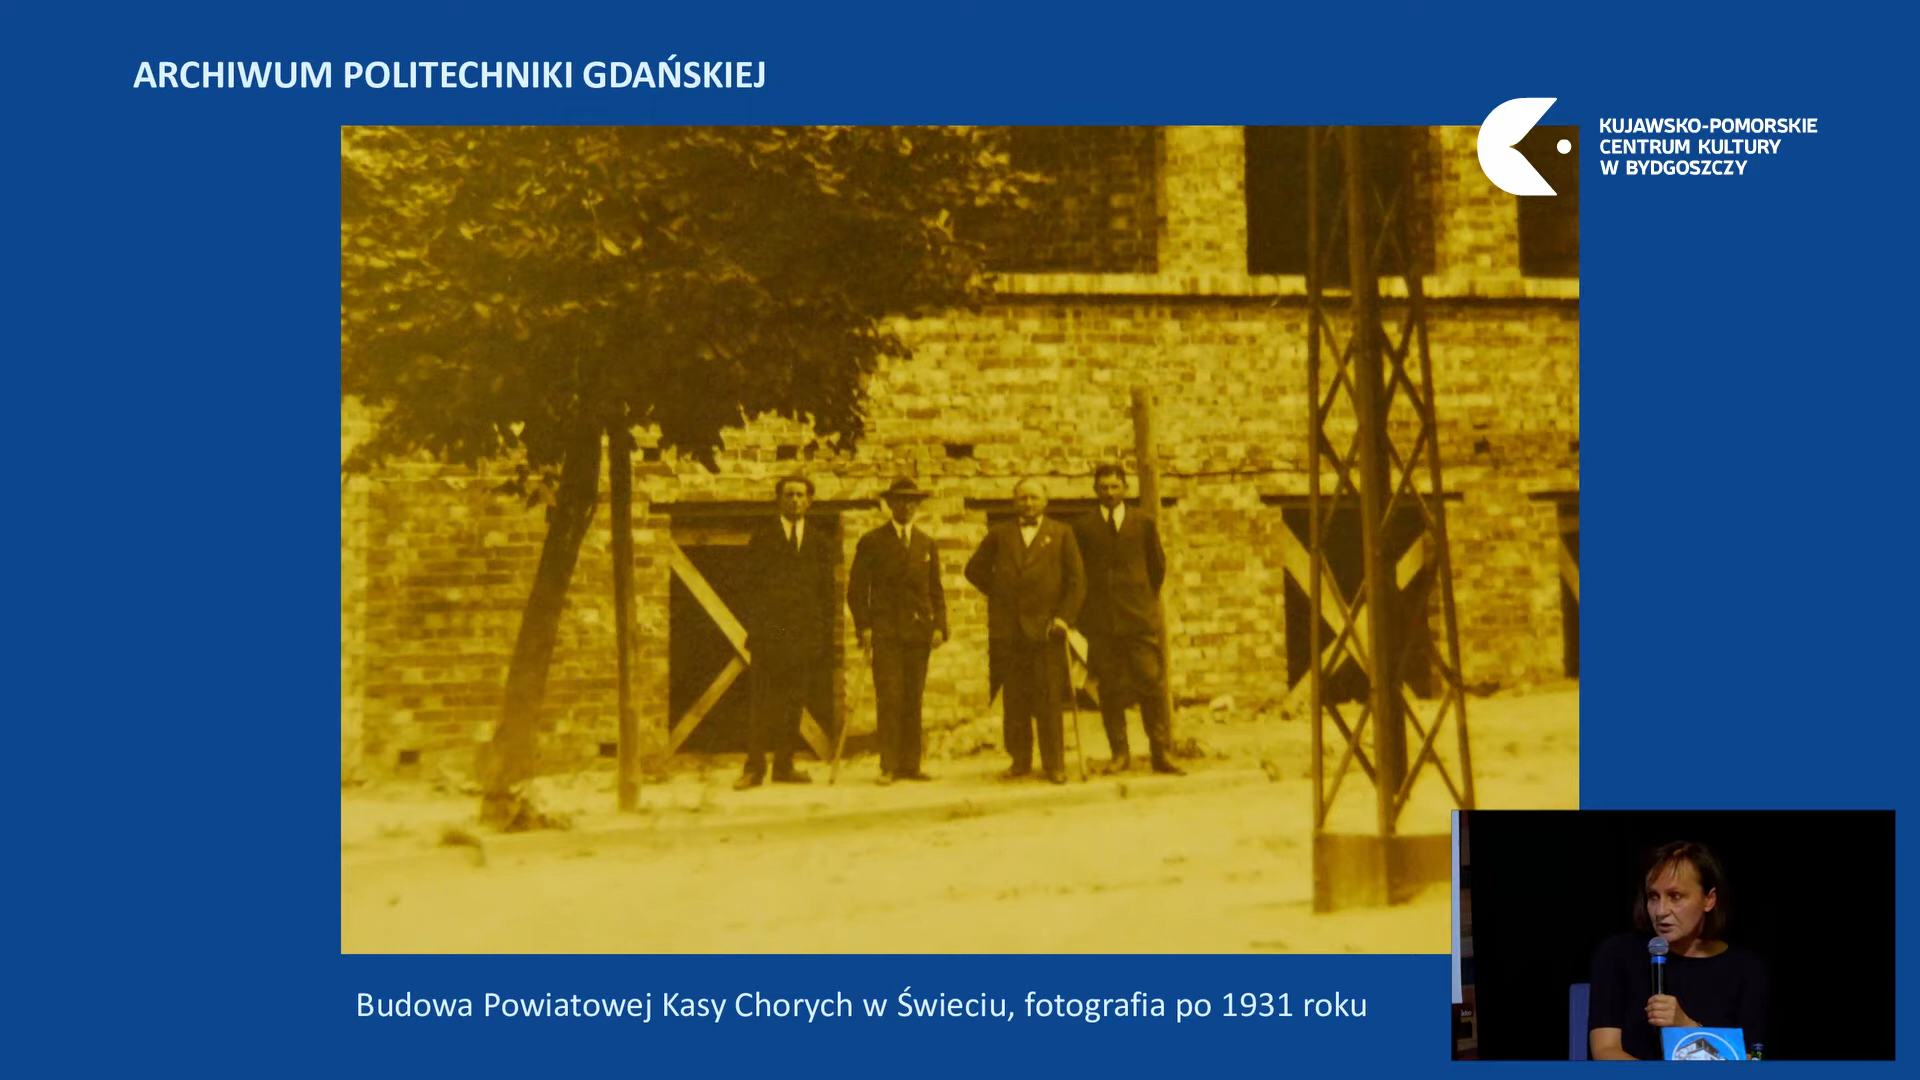 ARCHIWUM POLITECHNIKI GDAŃSKIEJ
KUJAWSKO-POMORSKIE
CENTRUM KULTURY
W BYDGOSZCZY
Budowa Powiatowej Kasy Chorych w Świeciu, fotografia po 1931 roku